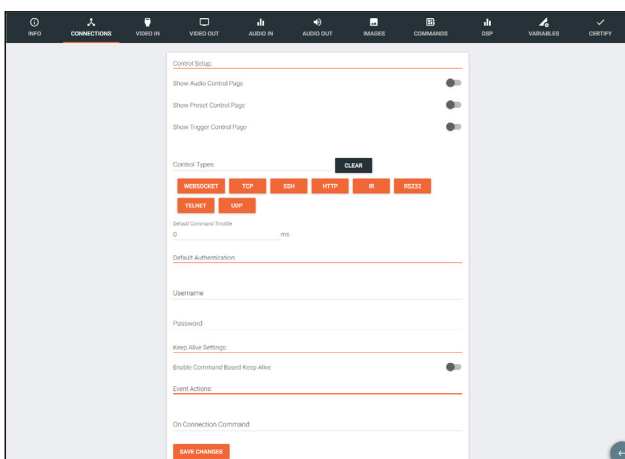 INFO CONNECTIONS VIDEO IN VIDEO OUT AUDIO IN AUDIO OUT IMAGES COMMANDS DSP VARIABLES CERTIFY
Control Setup:
Show Audio Control Page
Show Preset Control Page
Show Trigger Control Page
Control Types CLEAR
WEBSOCKET TCP SSH HTTP IR RS232
TELNET UDP
Default Command Throttle
0 ms
Default Authentication:
Username
Password
Keep Alive Settings:
Enable Command Based Keep Alive
Event Actions:
On Connection Command
SAVE CHANGES